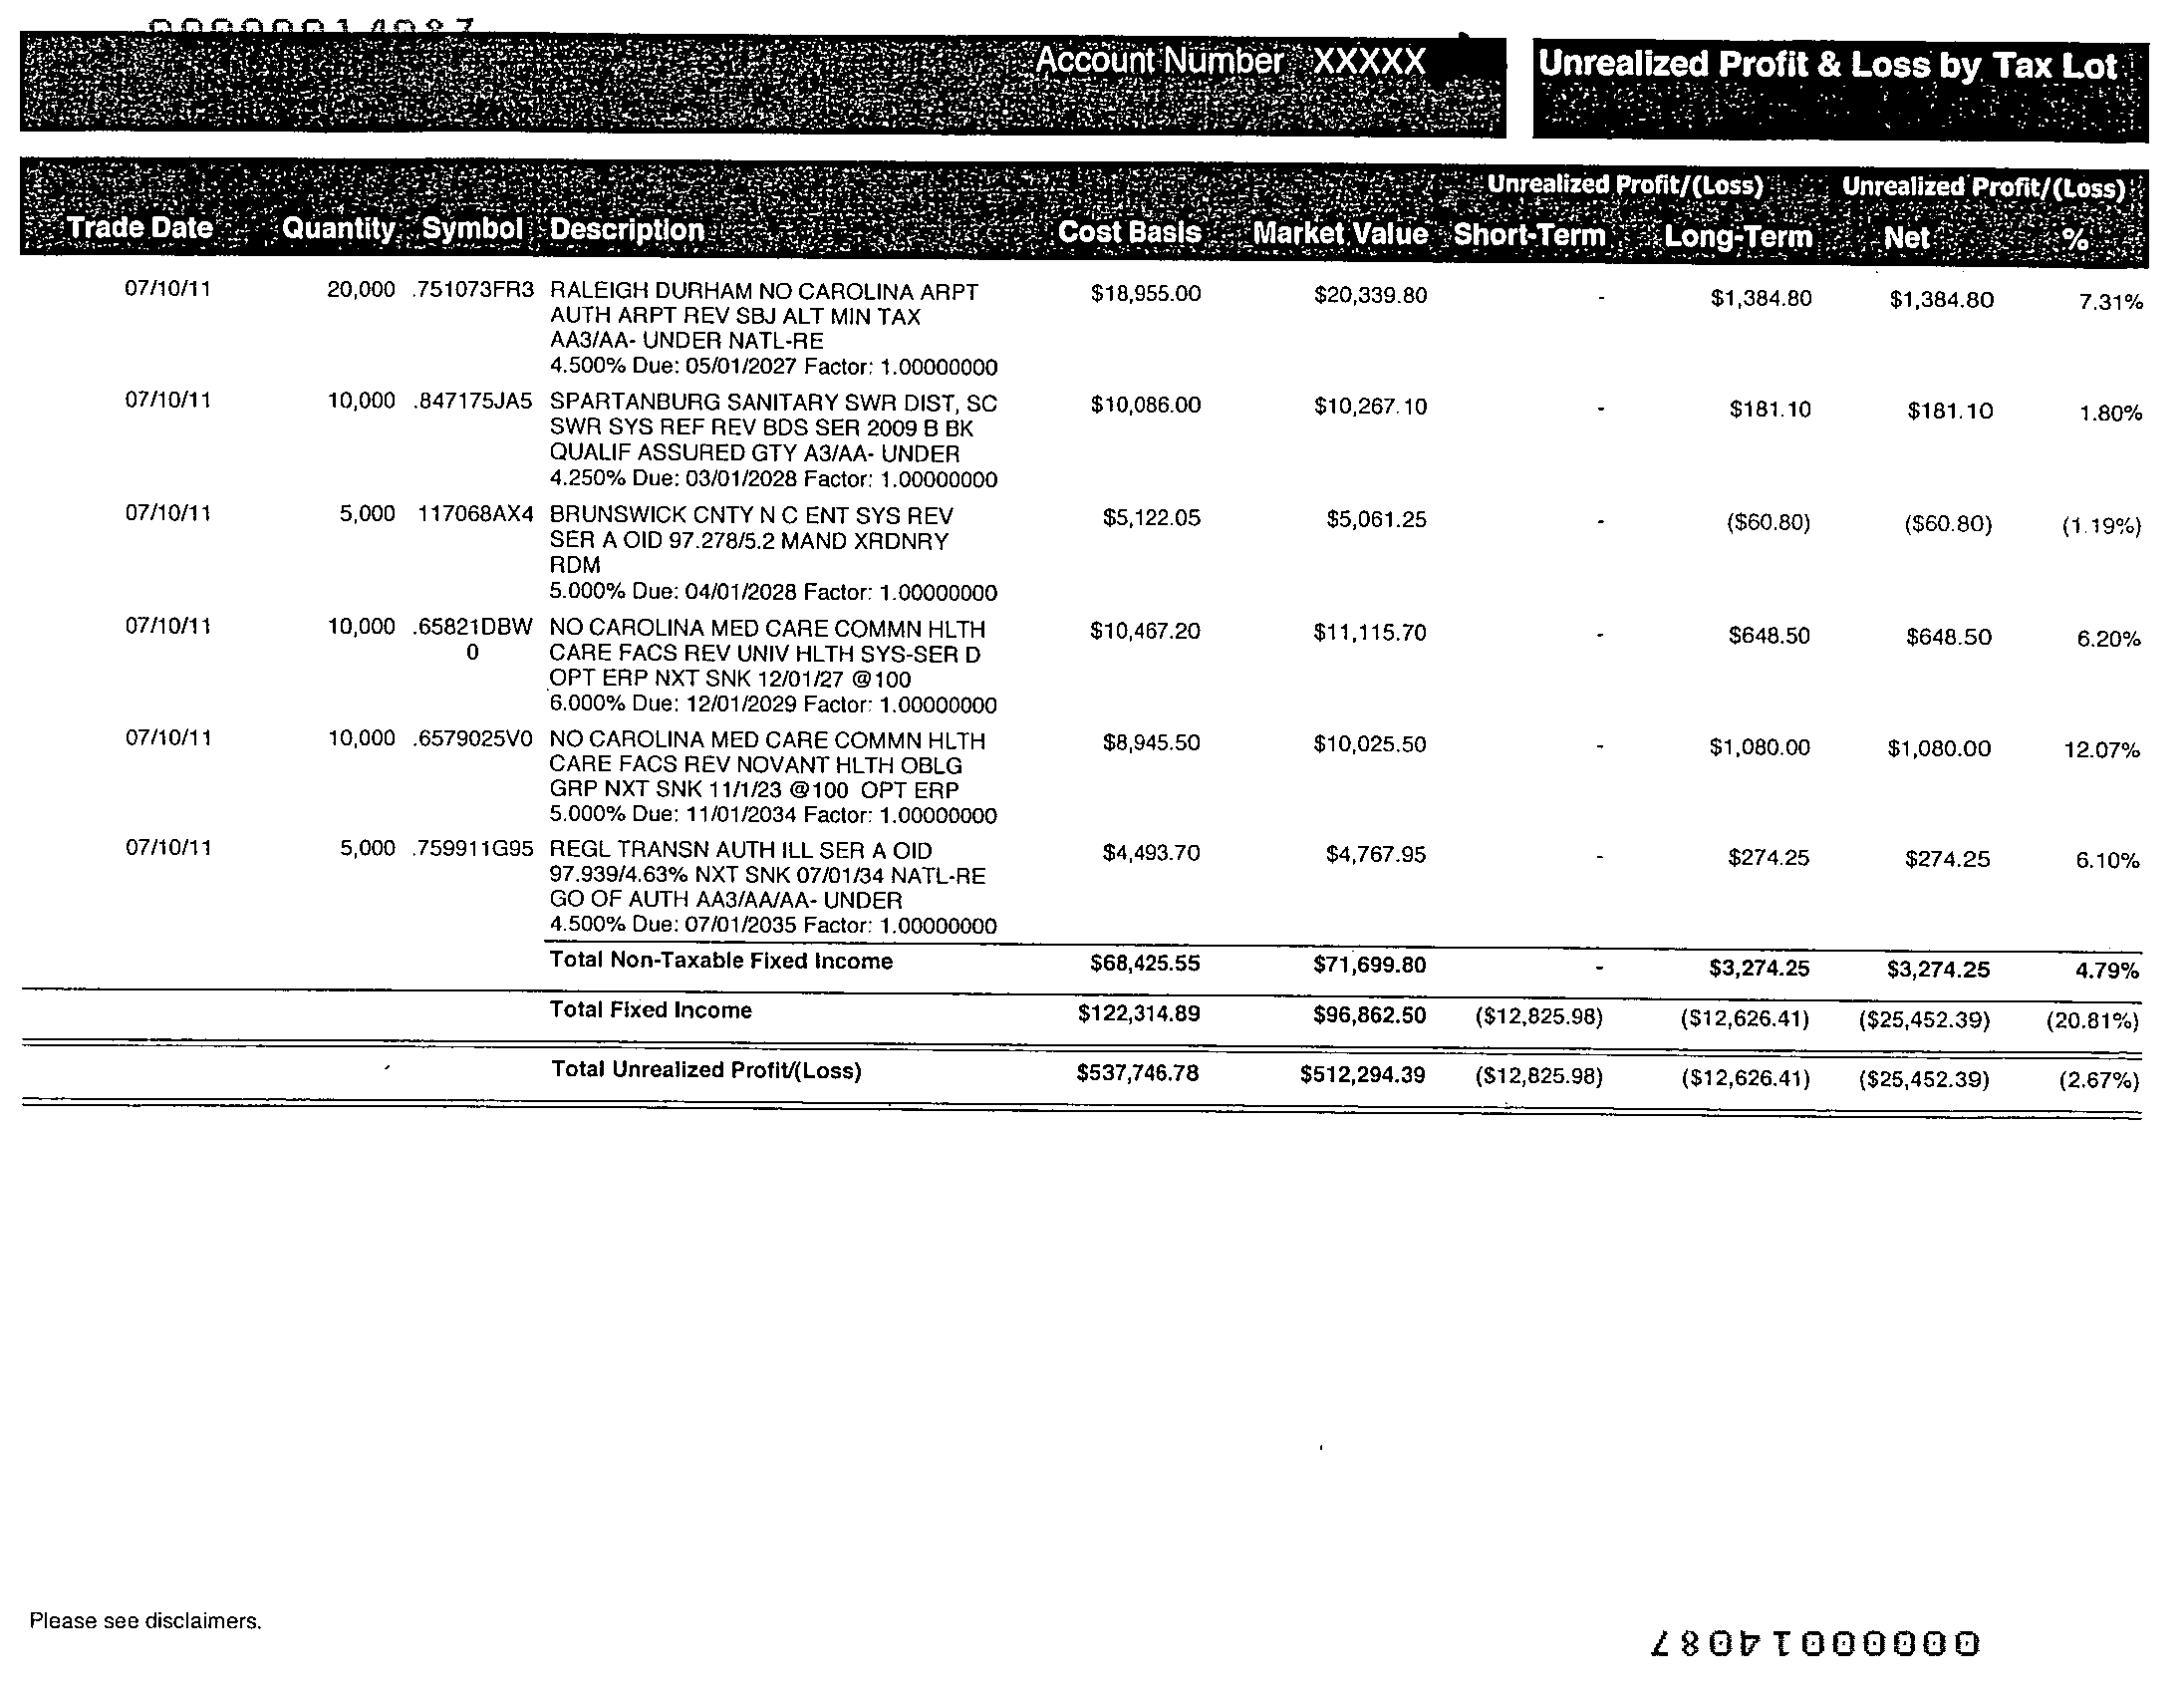 000000014087
Account Number XXXXX
Unrealized Profit & Loss by Tax Lot
Unrealized Profit/(Loss) Unrealized Profit/(Loss)
Trade Date Quantity Symbol Description Cost Basis Market Value Short-Term Long-Term Net %
07/10/11 20,000 .751073FR3 RALEIGH DURHAM NO CAROLINA ARPT $18,955.00 $20,339.80 - $1,384.80 $1,384.80 7.31%
AUTH ARPT REV SBJ ALT MIN TAX
AA3/AA- UNDER NATL-RE
4.500% Due: 05/01/2027 Factor: 1.00000000
07/10/11 10,000 .847175JA5 SPARTANBURG SANITARY SWR DIST, SC $10,086.00 $10,267.10 - $181.10 $181.10 1.80%
SWR SYS REF REV BDS SER 2009 B BK
QUALIF ASSURED GTY A3/AA- UNDER
4.250% Due: 03/01/2028 Factor: 1.00000000
07/10/11 5,000 117068AX4 BRUNSWICK CNTY N C ENT SYS REV $5,122.05 $5,061.25 - ($60.80) ($60.80) (1.19%)
SER A OID 97.278/5.2 MAND XRDNRY
RDM
5.000% Due: 04/01/2028 Factor: 1.00000000
07/10/11 10,000 .65821DBW NO CAROLINA MED CARE COMMN HLTH $10,467.20 $11,115.70 - $648.50 $648.50 6.20%
0 CARE FACS REV UNIV HLTH SYS-SER D
OPT ERP NXT SNK 12/01/27 @100
6.000% Due: 12/01/2029 Factor: 1.00000000
07/10/11 10,000 .6579025V0 NO CAROLINA MED CARE COMMN HLTH $8,945.50 $10,025.50 - $1,080.00 $1,080.00 12.07%
CARE FACS REV NOVANT HLTH OBLG
GRP NXT SNK 11/1/23 @100 OPT ERP
5.000% Due: 11/01/2034 Factor: 1.00000000
07/10/11 5,000 .759911G95 REGL TRANSN AUTH ILL SER A OID $4,493.70 $4,767.95 - $274.25 $274.25 6.10%
97.939/4.63% NXT SNK 07/01/34 NATL-RE
GO OF AUTH AA3/AA/AA- UNDER
4.500% Due: 07/01/2035 Factor: 1.00000000
Total Non-Taxable Fixed Income $68,425.55 $71,699.80 - $3,274.25 $3,274.25 4.79%
Total Fixed Income $122,314.89 $96,862.50 ($12,825.98) ($12,626.41) ($25,452.39) (20.81%)
Total Unrealized Profit/(Loss) $537,746.78 $512,294.39 ($12,825.98) ($12,626.41) ($25,452.39) (2.67%)
Please see disclaimers.
000000014087